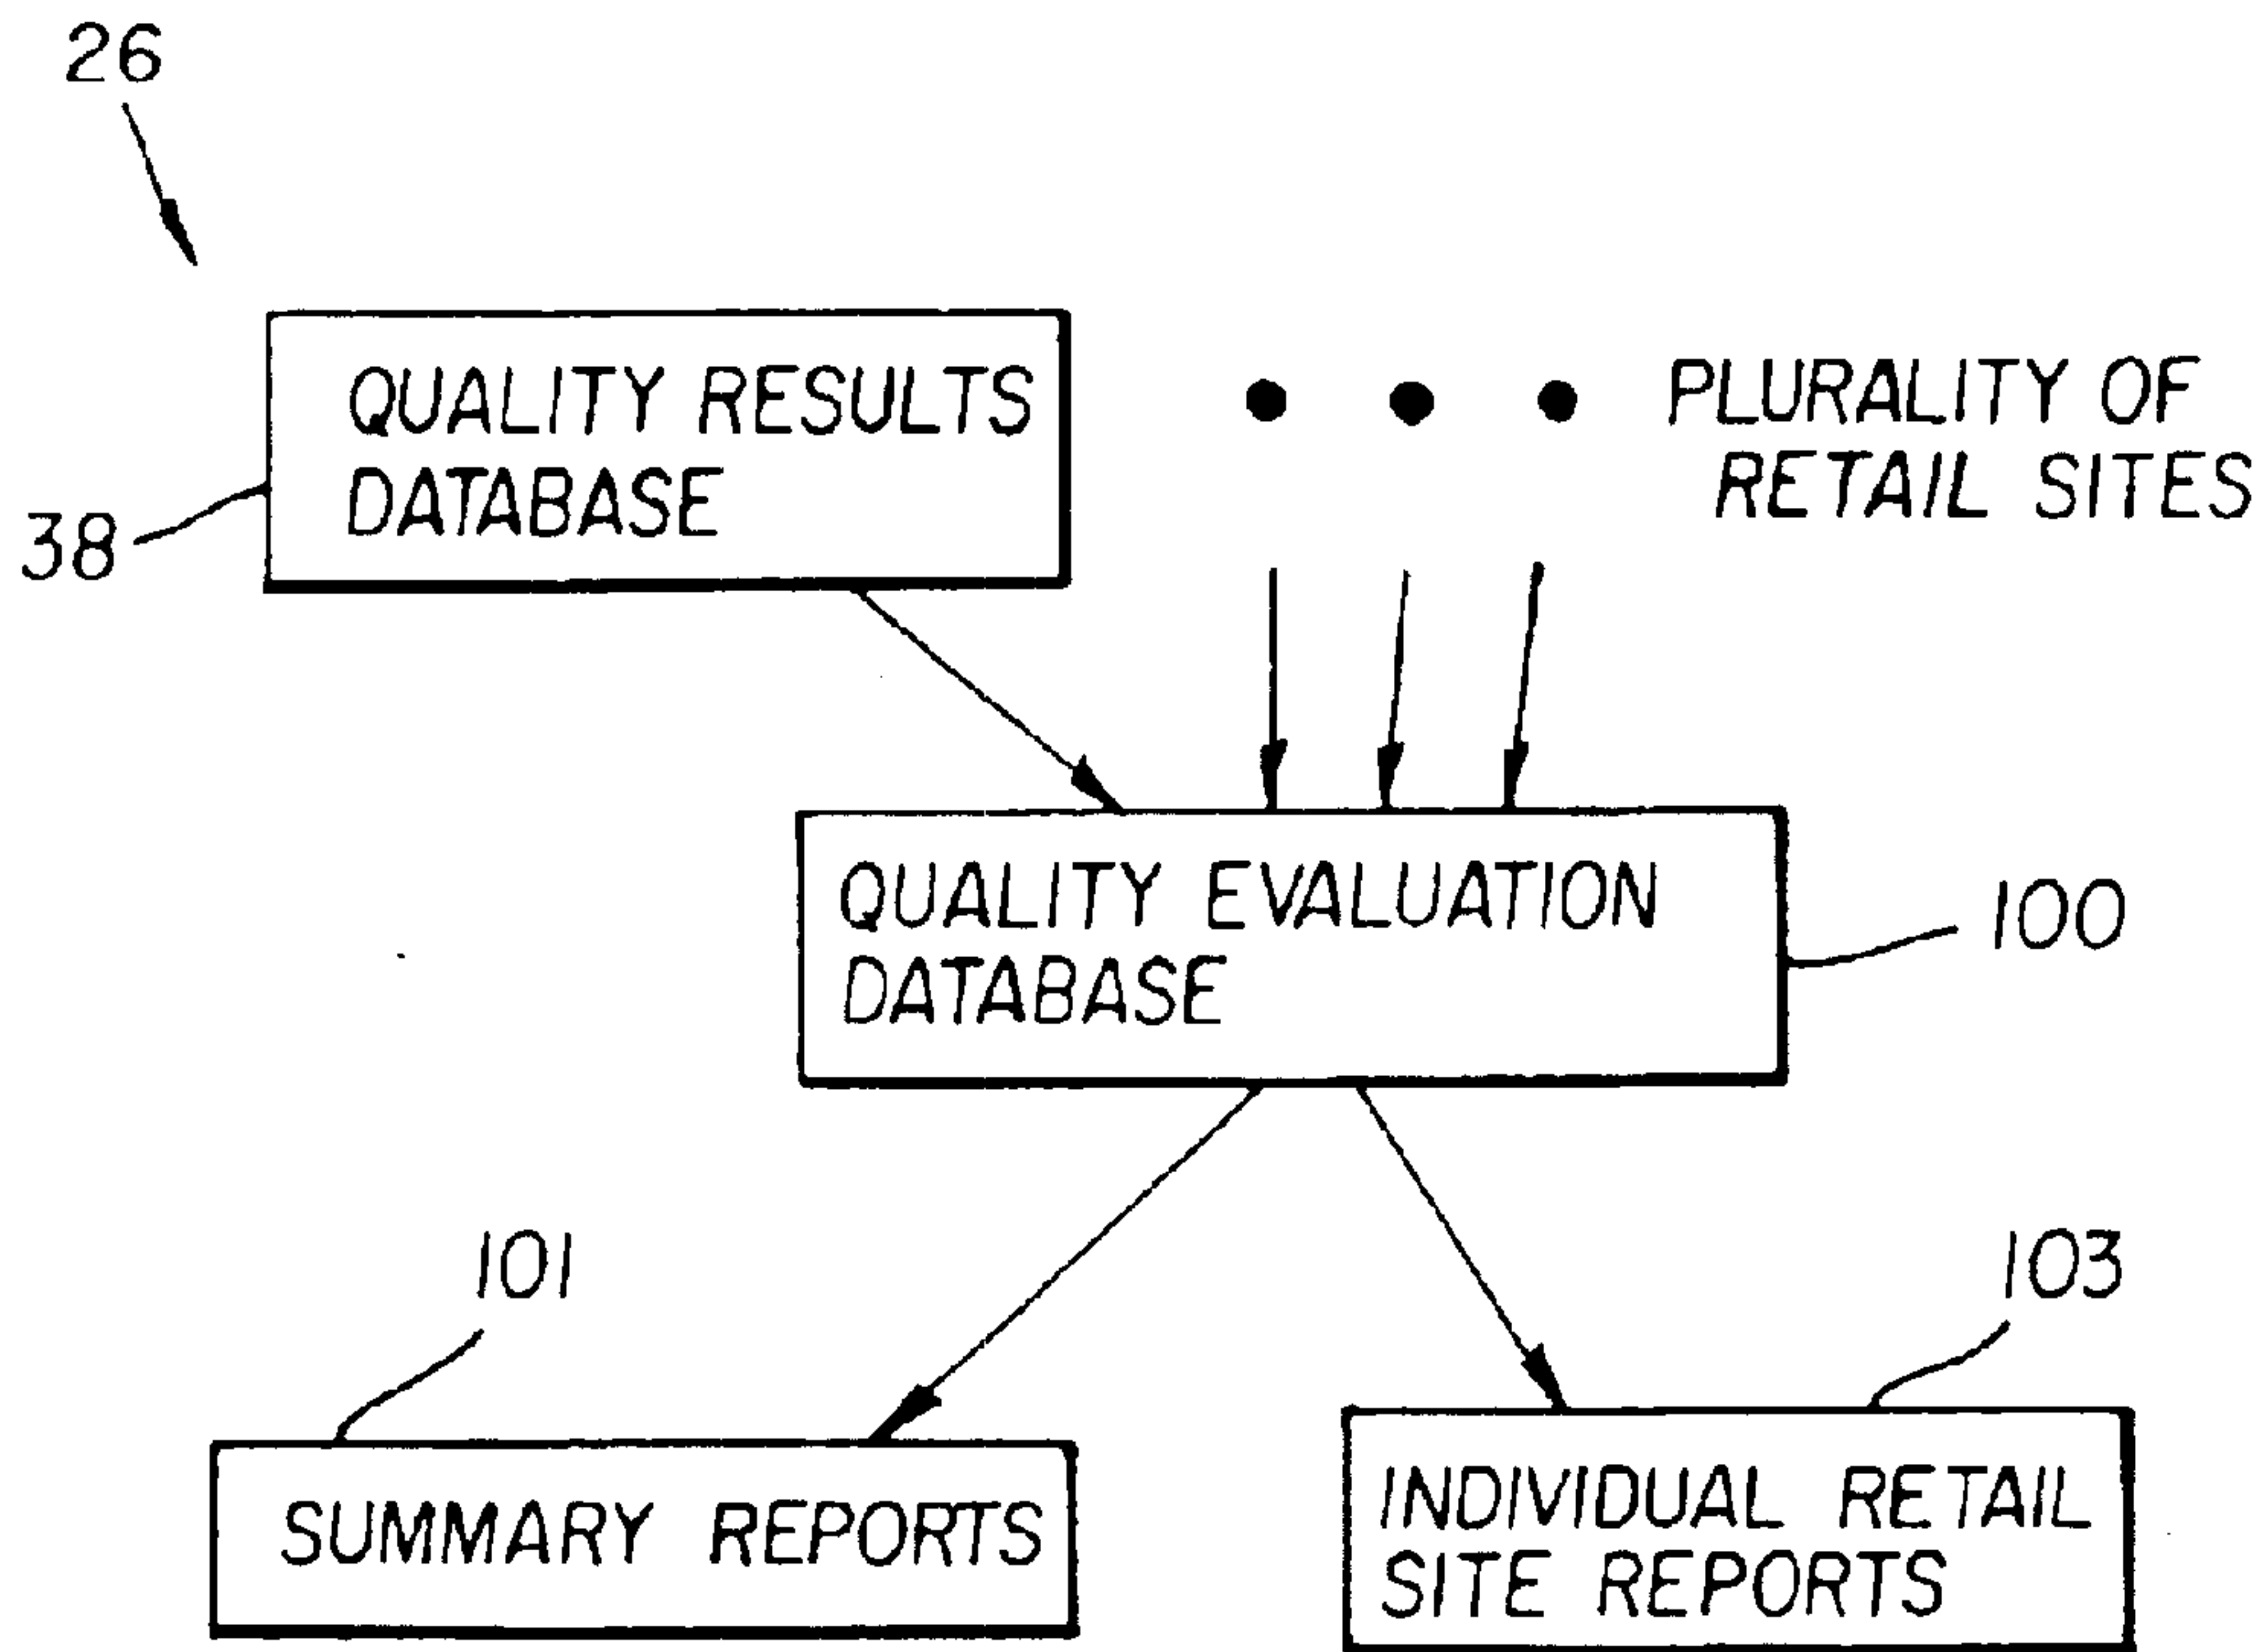 26
QUALITY RESULTS
DATABASE
38
PLURALITY OF
RETAIL SITES
QUALITY EVALUATION
DATABASE
100
101
103
SUMMARY REPORTS
INDIVIDUAL RETAIL
SITE REPORTS